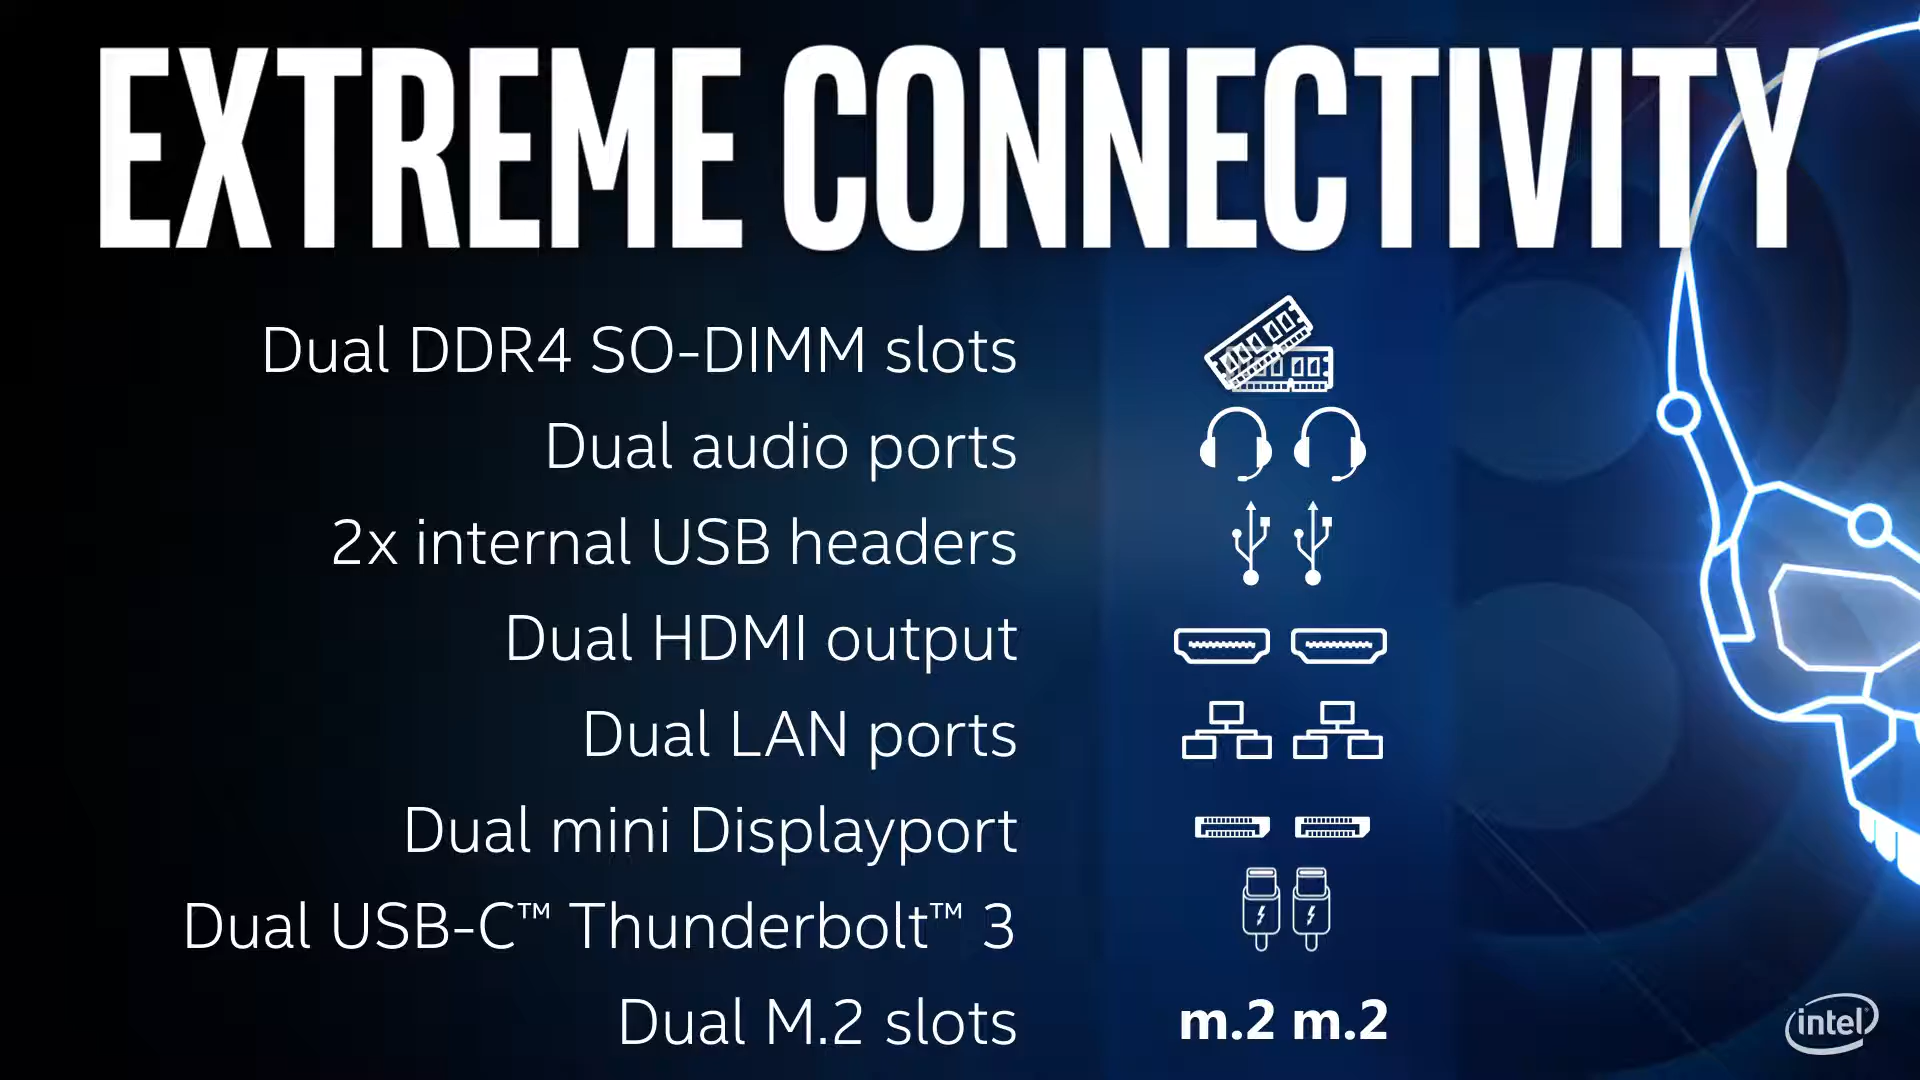 EXTREME CONNECTIVITY
Dual DDR4 SO-DIMM slots
Dual audio ports
2x internal USB headers
Dual HDMI output
Dual LAN ports
Dual mini Displayport
Dual USB-C™ Thunderbolt™ 3
Dual M.2 slots m.2 m.2
intel